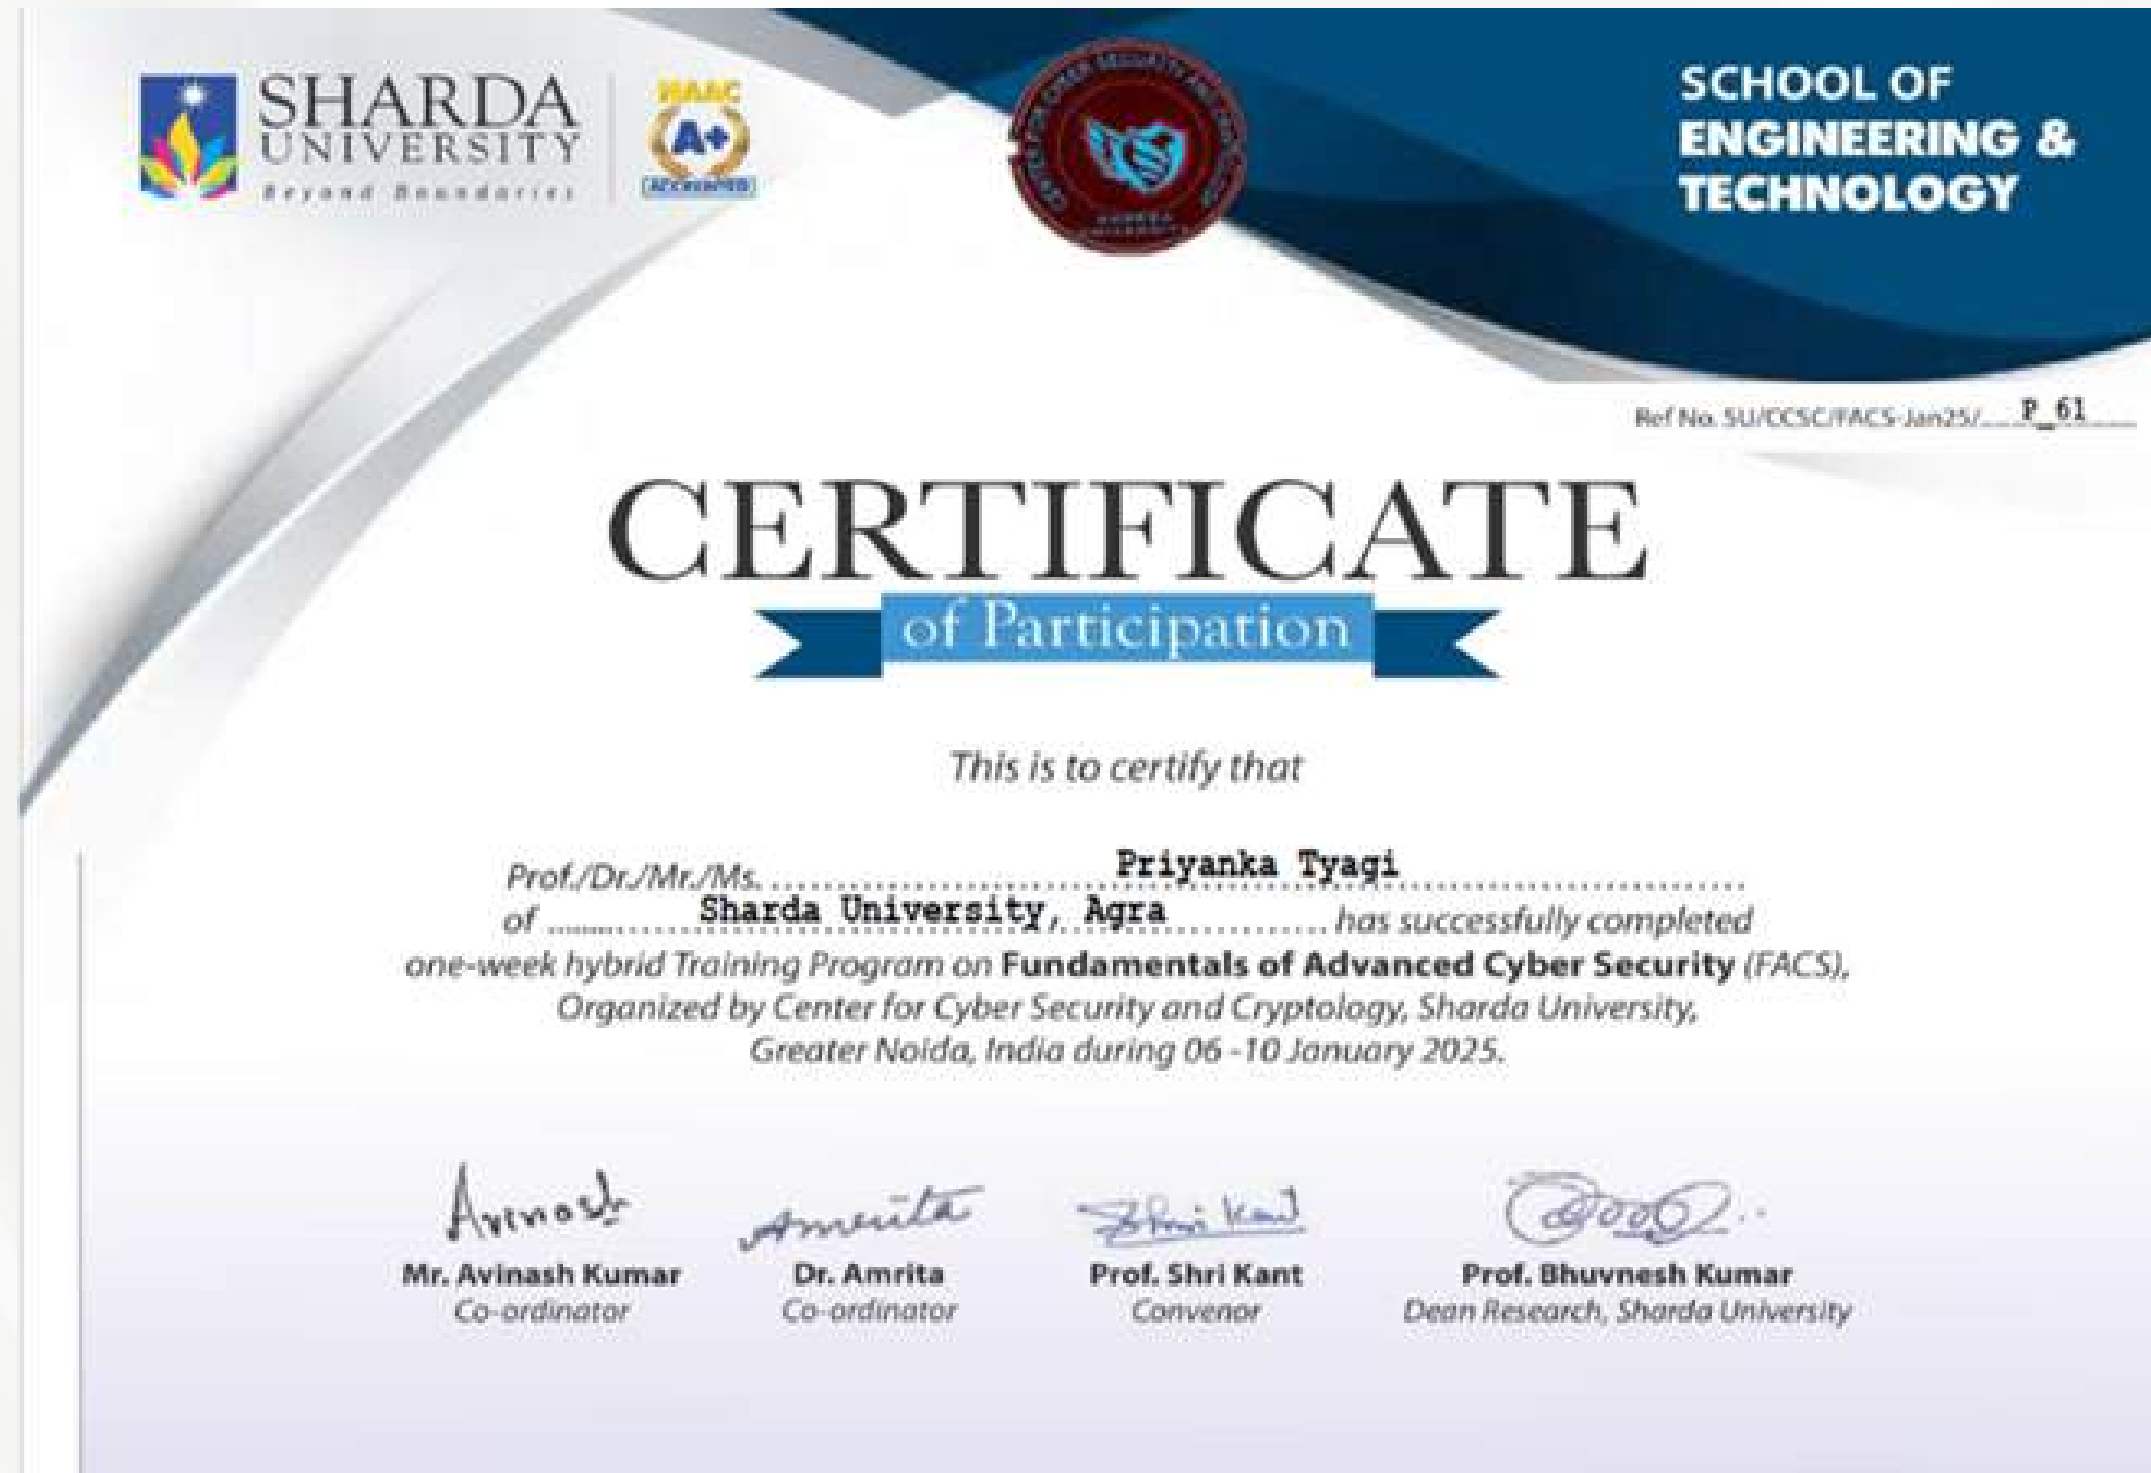 SHARDA
UNIVERSITY
Beyond Boundaries
NAAC
A+
ACCREDITED
SCHOOL OF
ENGINEERING &
TECHNOLOGY
Ref No. SU/CCSC/FACS-Jan25/.....P_61.....
CERTIFICATE
of Participation
This is to certify that
Prof./Dr./Mr./Ms. Priyanka Tyagi
of Sharda University, Agra has successfully completed
one-week hybrid Training Program on Fundamentals of Advanced Cyber Security (FACS),
Organized by Center for Cyber Security and Cryptology, Sharda University,
Greater Noida, India during 06 -10 January 2025.
Avinash
Amrita
Shri Kant
Mr. Avinash Kumar
Co-ordinator
Dr. Amrita
Co-ordinator
Prof. Shri Kant
Convenor
Prof. Bhuvnesh Kumar
Dean Research, Sharda University